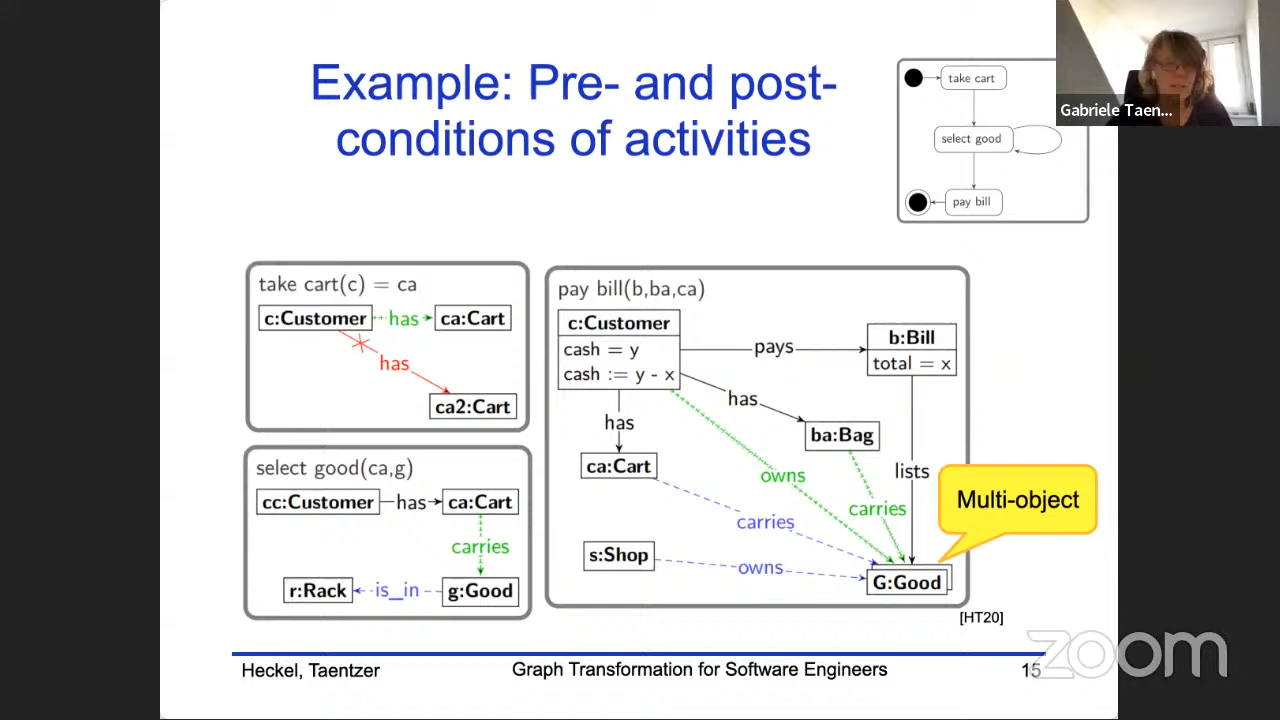 Example: Pre- and post-
conditions of activities
take cart
select good
pay bill
Gabriele Taen...
take cart(c) = ca
c:Customer
has
ca:Cart
has
ca2:Cart
select good(ca,g)
cc:Customer
has
ca:Cart
carries
r:Rack
is_in
g:Good
pay bill(b,ba,ca)
c:Customer
cash = y
cash := y - x
pays
b:Bill
total = x
has
has
ba:Bag
ca:Cart
owns
lists
carries
carries
s:Shop
owns
G:Good
Multi-object
[HT20]
Heckel, Taentzer
Graph Transformation for Software Engineers
15
zoom